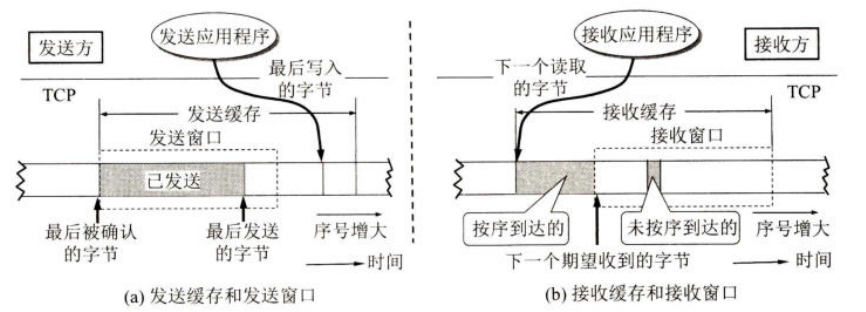 发送方
发送应用程序
最后写入
的字节
TCP
发送缓存
发送窗口
已发送
最后被确认
的字节
最后发送
的字节
序号增大
时间
(a) 发送缓存和发送窗口
接收应用程序
接收方
下一个读取
的字节
TCP
接收缓存
接收窗口
按序到达的
未按序到达的
序号增大
下一个期望收到的字节
时间
(b) 接收缓存和接收窗口